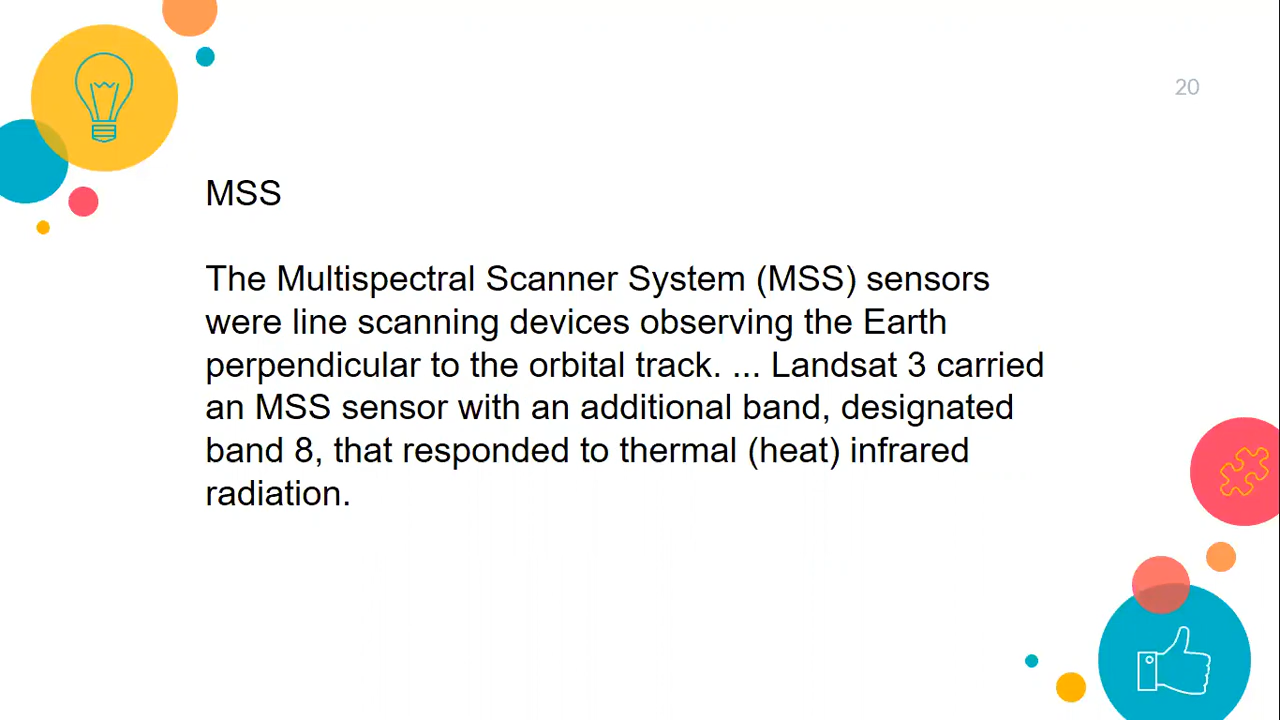 20
MSS
The Multispectral Scanner System (MSS) sensors
were line scanning devices observing the Earth
perpendicular to the orbital track. ... Landsat 3 carried
an MSS sensor with an additional band, designated
band 8, that responded to thermal (heat) infrared
radiation.